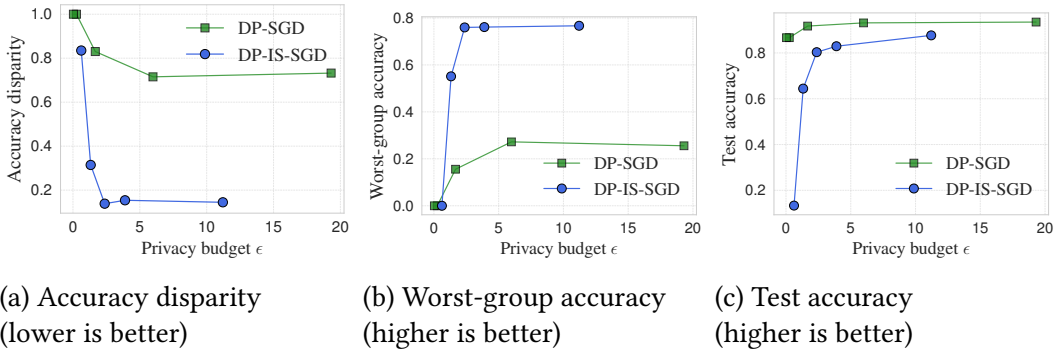 1.0
0.8
0.6
0.4
0.2
0
5
10
15
20
Accuracy disparity
Privacy budget ϵ
DP-SGD
DP-IS-SGD
0.8
0.6
0.4
0.2
0.0
0
5
10
15
20
Worst-group accuracy
Privacy budget ϵ
DP-SGD
DP-IS-SGD
0.8
0.6
0.4
0.2
0
5
10
15
20
Test accuracy
Privacy budget ϵ
DP-SGD
DP-IS-SGD
(a) Accuracy disparity
(lower is better)
(b) Worst-group accuracy
(higher is better)
(c) Test accuracy
(higher is better)